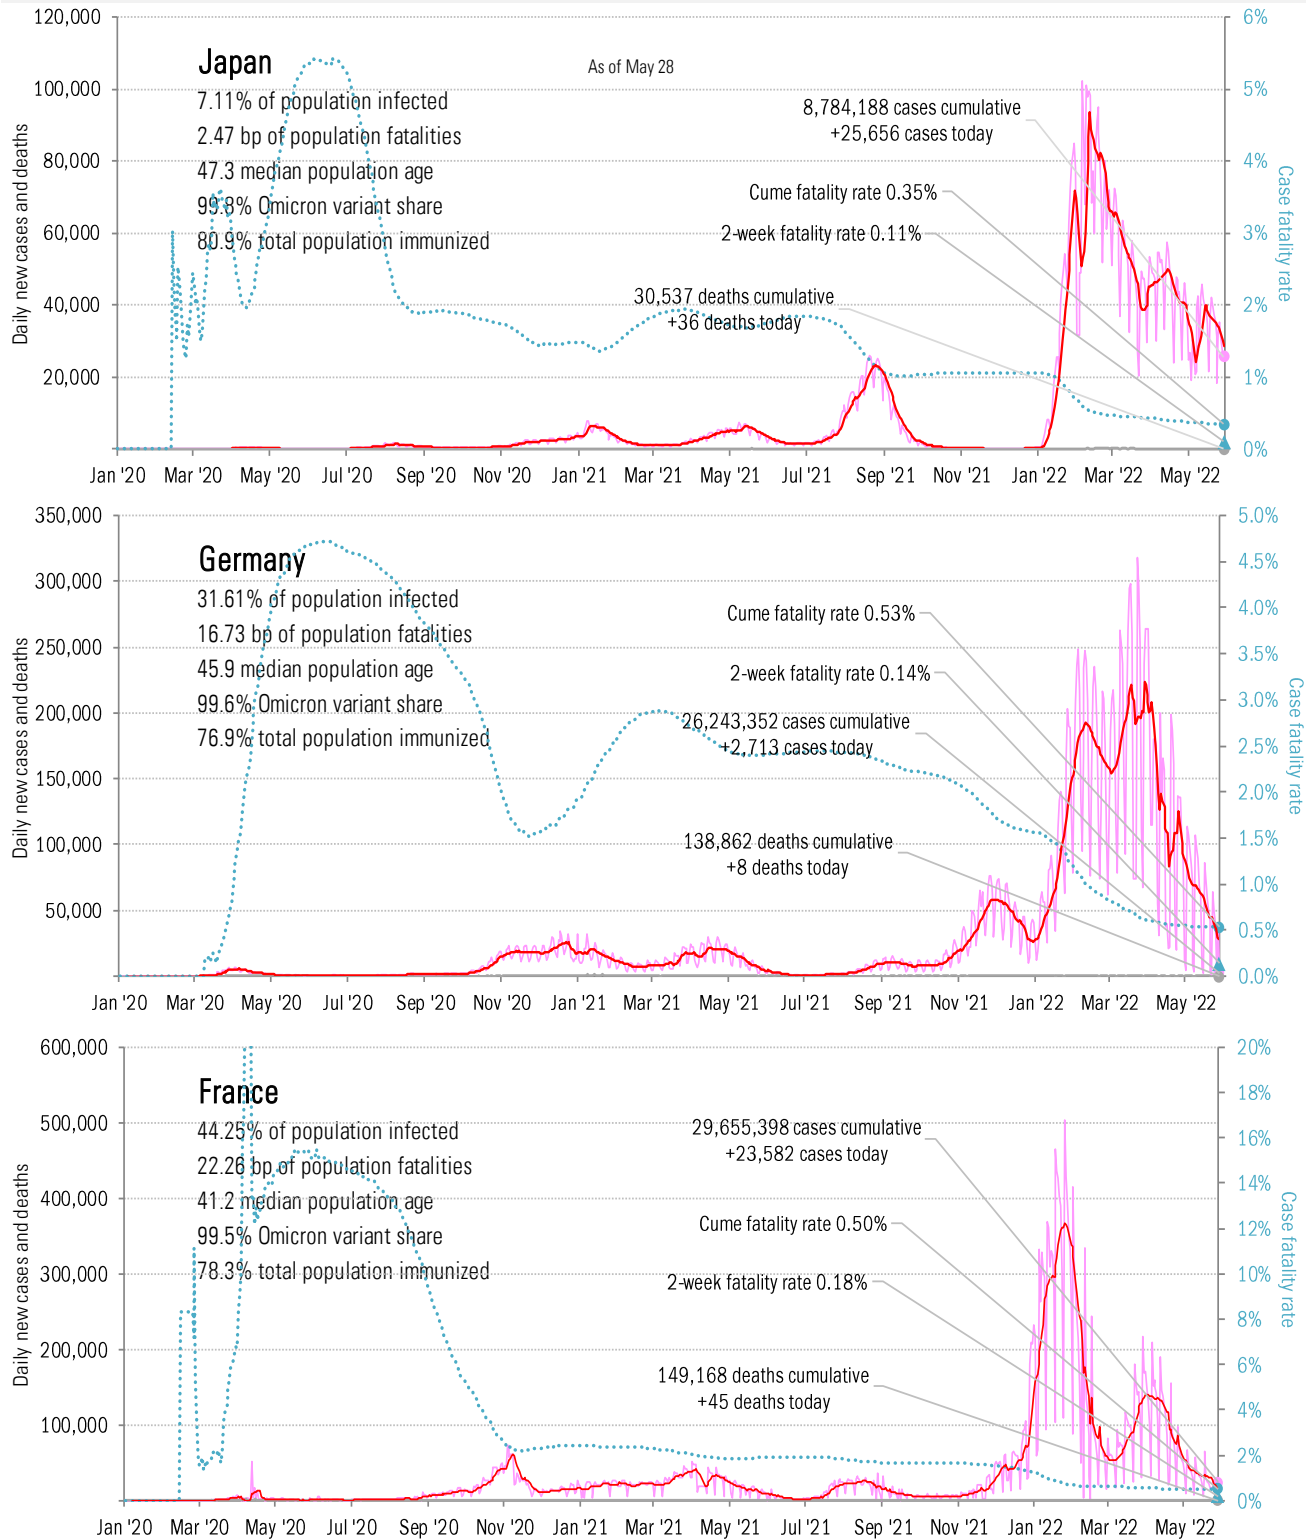 120,000
6%
Japan
As of May 28
100,000
5%
7.11% of population infected
8,784,188 cases cumulative
+25,656 cases today
2.47 bp of population fatalities
80,000
4%
47.3 median population age
Cume fatality rate 0.35%
99.8% Omicron variant share
60,000
3%
2-week fatality rate 0.11%
80.9% total population immunized
30,537 deaths cumulative
+36 deaths today
40,000
2%
20,000
1%
0%
Daily new cases and deaths
Case fatality rate
Jan '20 Mar '20 May '20 Jul '20 Sep '20 Nov '20 Jan '21 Mar '21 May '21 Jul '21 Sep '21 Nov '21 Jan '22 Mar '22 May '22
350,000
5.0%
Germany
4.5%
300,000
31.61% of population infected
4.0%
Cume fatality rate 0.53%
16.73 bp of population fatalities
250,000
3.5%
45.9 median population age
2-week fatality rate 0.14%
99.6% Omicron variant share
3.0%
200,000
26,243,352 cases cumulative
+2,713 cases today
76.9% total population immunized
2.5%
150,000
2.0%
138,862 deaths cumulative
+8 deaths today
100,000
1.5%
1.0%
50,000
0.5%
0.0%
Daily new cases and deaths
Case fatality rate
Jan '20 Mar '20 May '20 Jul '20 Sep '20 Nov '20 Jan '21 Mar '21 May '21 Jul '21 Sep '21 Nov '21 Jan '22 Mar '22 May '22
600,000
20%
France
18%
500,000
44.25% of population infected
29,655,398 cases cumulative
+23,582 cases today
16%
22.26 bp of population fatalities
14%
400,000
41.2 median population age
Cume fatality rate 0.50%
12%
99.5% Omicron variant share
300,000
78.3% total population immunized
10%
2-week fatality rate 0.18%
8%
200,000
6%
149,168 deaths cumulative
+45 deaths today
4%
100,000
2%
0%
Daily new cases and deaths
Case fatality rate
Jan '20 Mar '20 May '20 Jul '20 Sep '20 Nov '20 Jan '21 Mar '21 May '21 Jul '21 Sep '21 Nov '21 Jan '22 Mar '22 May '22